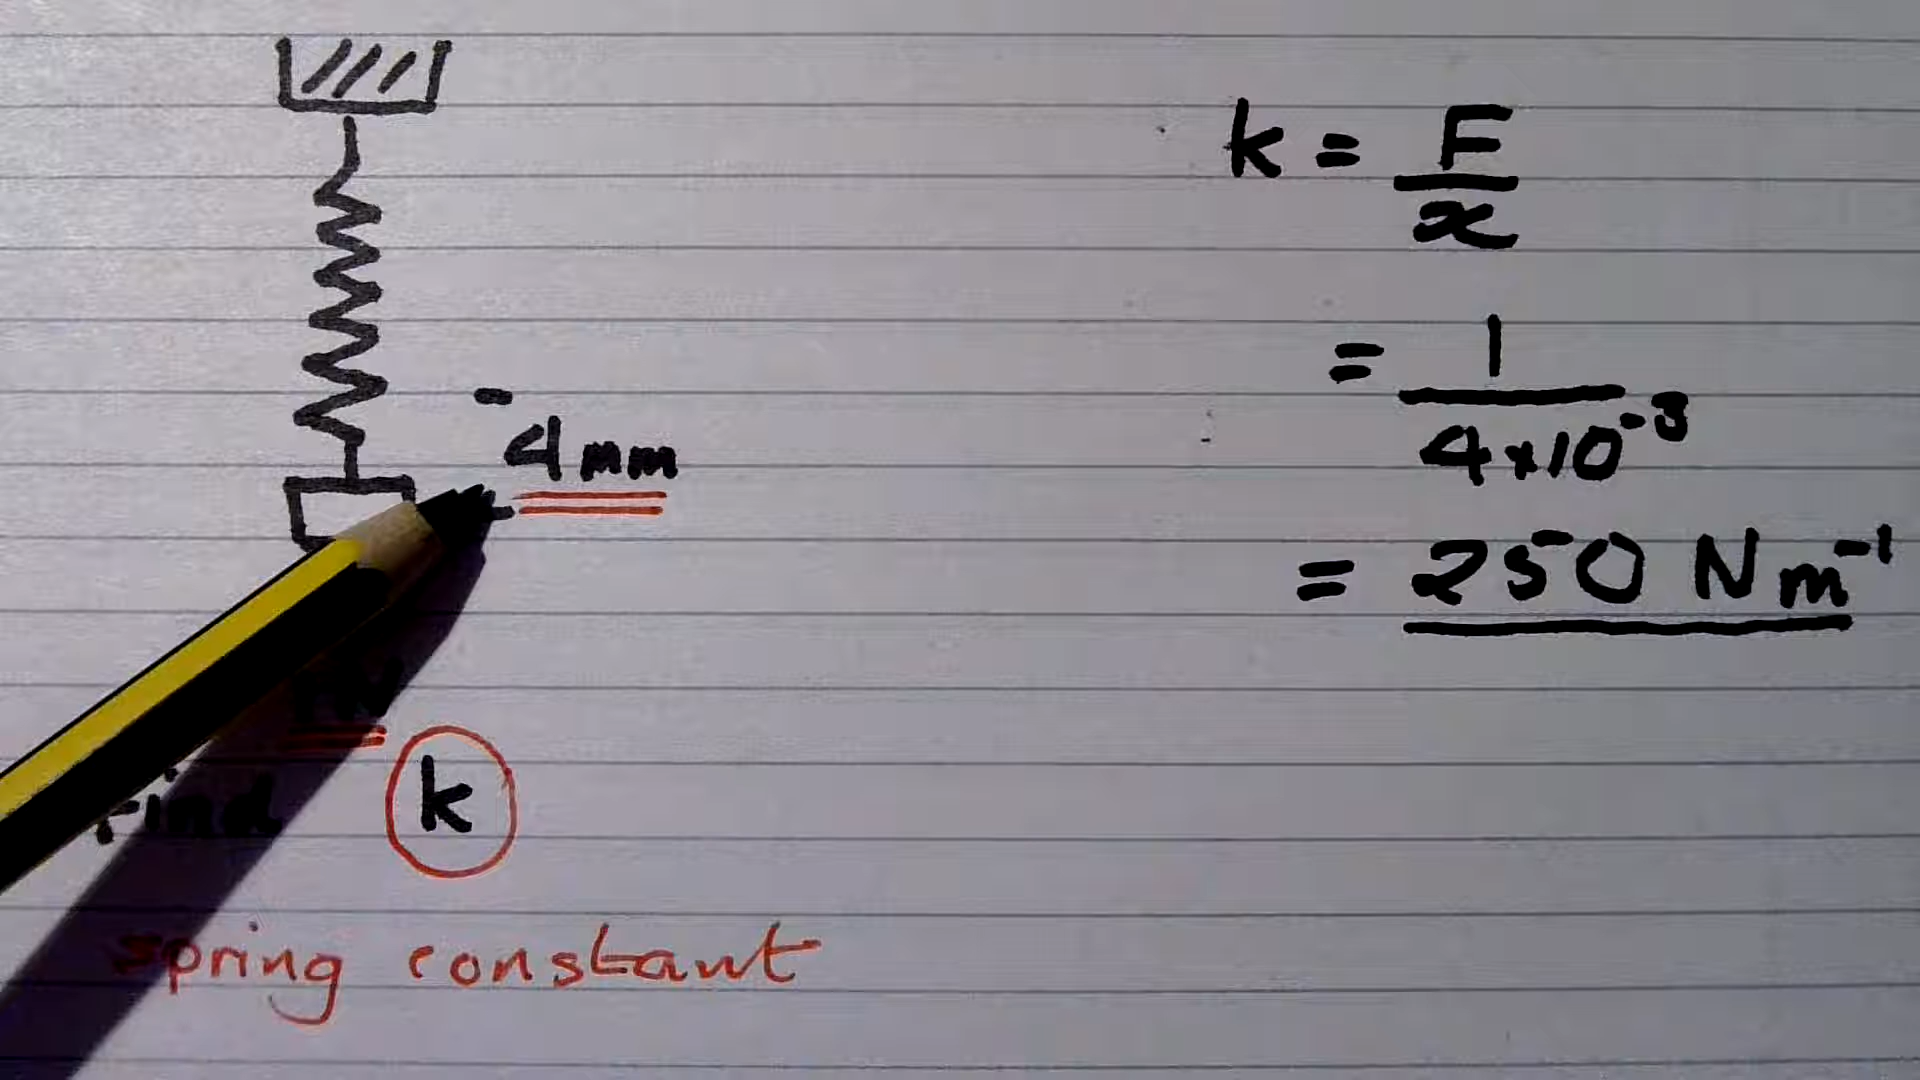 4mm
Find k
spring constant
k = F/x
= 1/4×10⁻³
= 250 Nm⁻¹